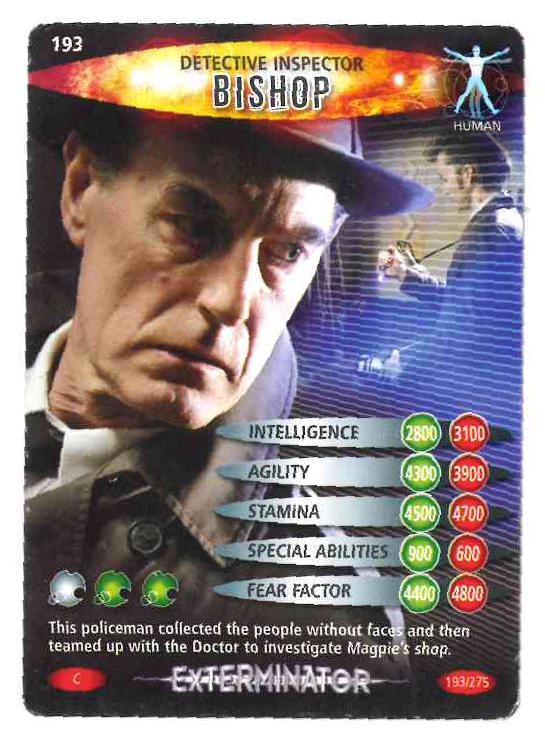 193
DETECTIVE INSPECTOR
BISHOP
HUMAN
INTELLIGENCE 2800 3100
AGILITY 4300 3900
STAMINA 4500 4700
SPECIAL ABILITIES 900 600
FEAR FACTOR 4400 4800
This policeman collected the people without faces and then
teamed up with the Doctor to investigate Magpie's shop.
C EXTERMINATOR 193/275